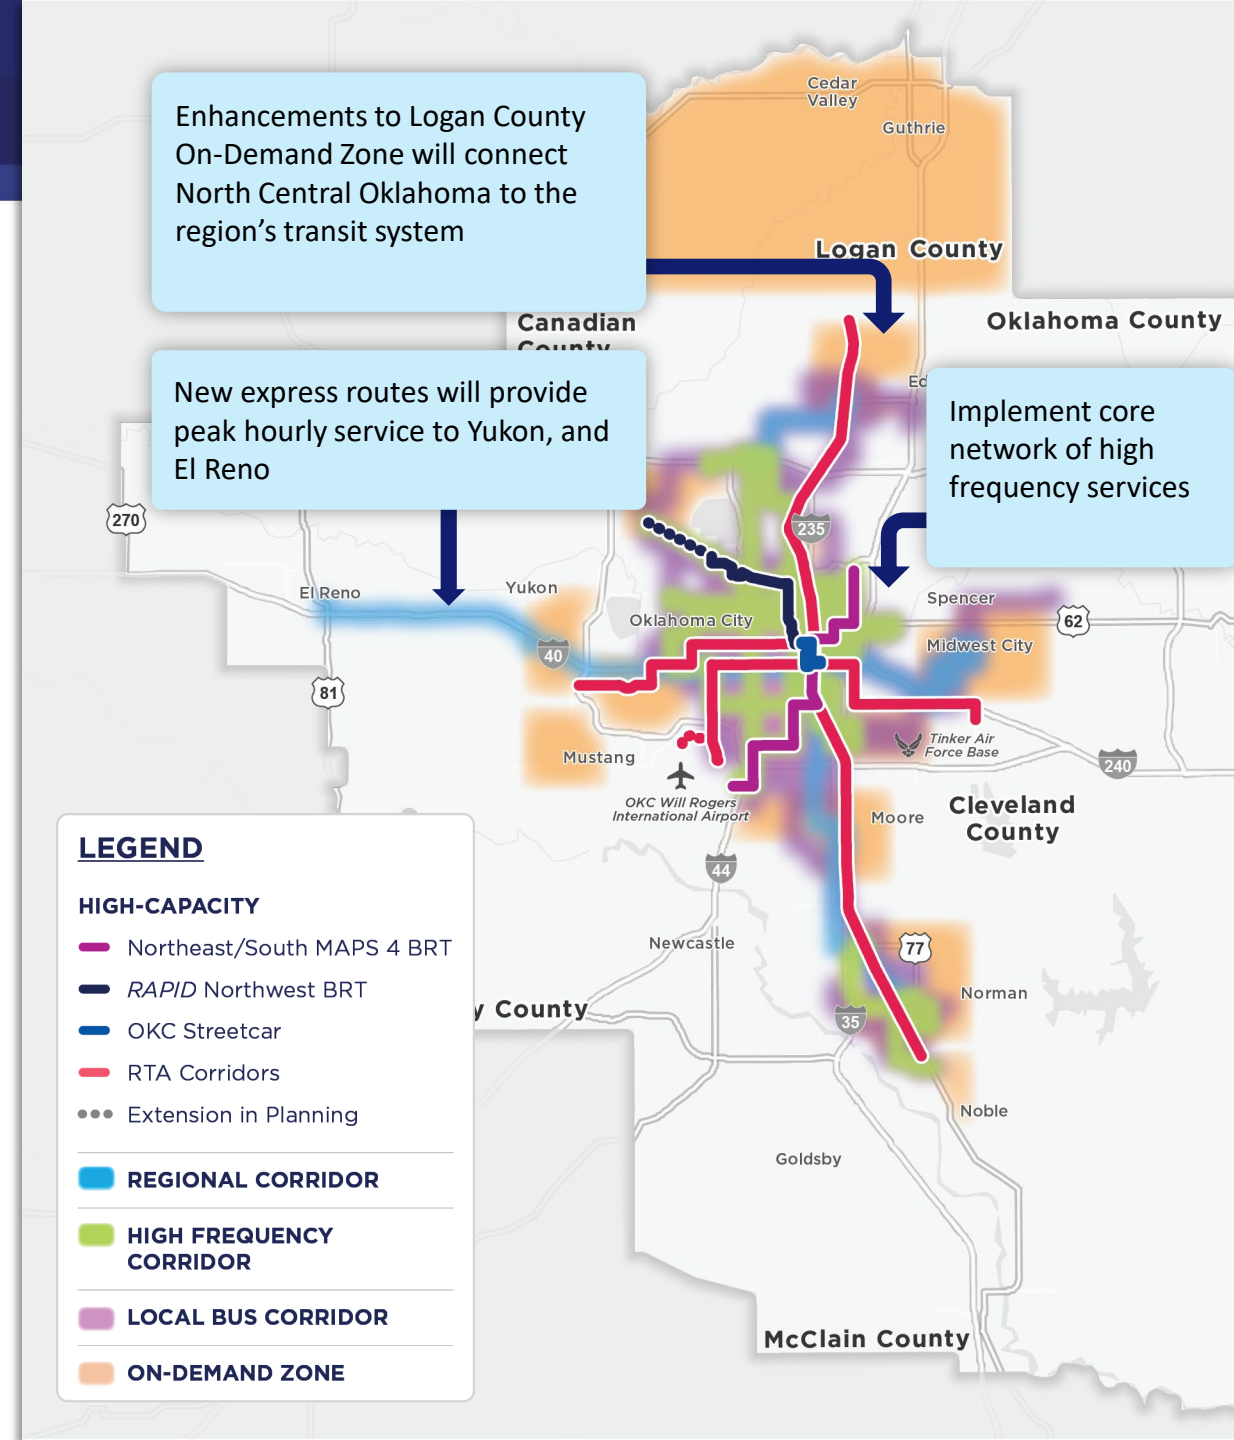 Enhancements to Logan County
On-Demand Zone will connect
North Central Oklahoma to the
region’s transit system
New express routes will provide
peak hourly service to Yukon, and
El Reno
Implement core
network of high
frequency services
Cedar
Valley
Guthrie
Logan County
Canadian
County
Oklahoma County
Ed
235
270
El Reno
Yukon
Oklahoma City
Spencer
62
Midwest City
40
81
Mustang
Tinker Air
Force Base
240
OKC Will Rogers
International Airport
Moore
Cleveland
County
44
Newcastle
77
Norman
y County
35
Noble
Goldsby
McClain County
LEGEND
HIGH-CAPACITY
Northeast/South MAPS 4 BRT
RAPID Northwest BRT
OKC Streetcar
RTA Corridors
Extension in Planning
REGIONAL CORRIDOR
HIGH FREQUENCY
CORRIDOR
LOCAL BUS CORRIDOR
ON-DEMAND ZONE